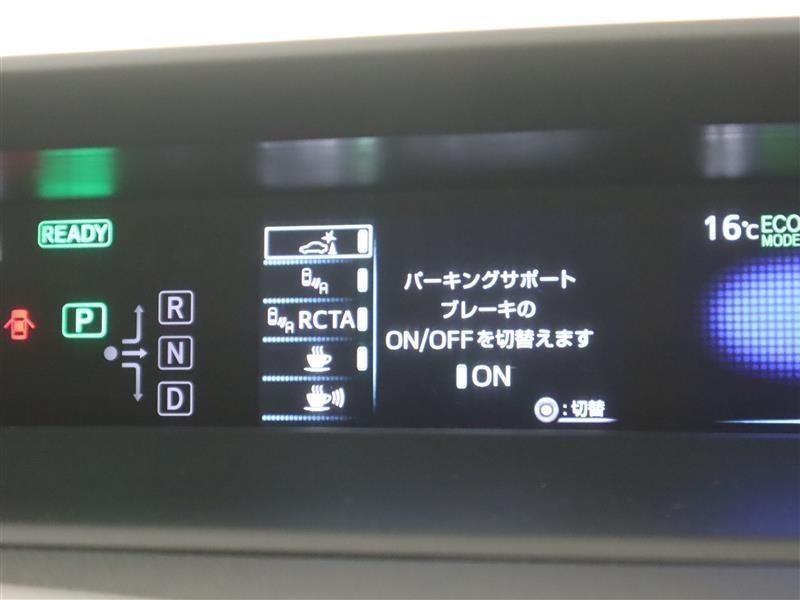 READY
16℃ ECO
MODE
パーキングサポート
ブレーキの
ON/OFFを切替えます
ON
:切替
RCTA
P
R
N
D